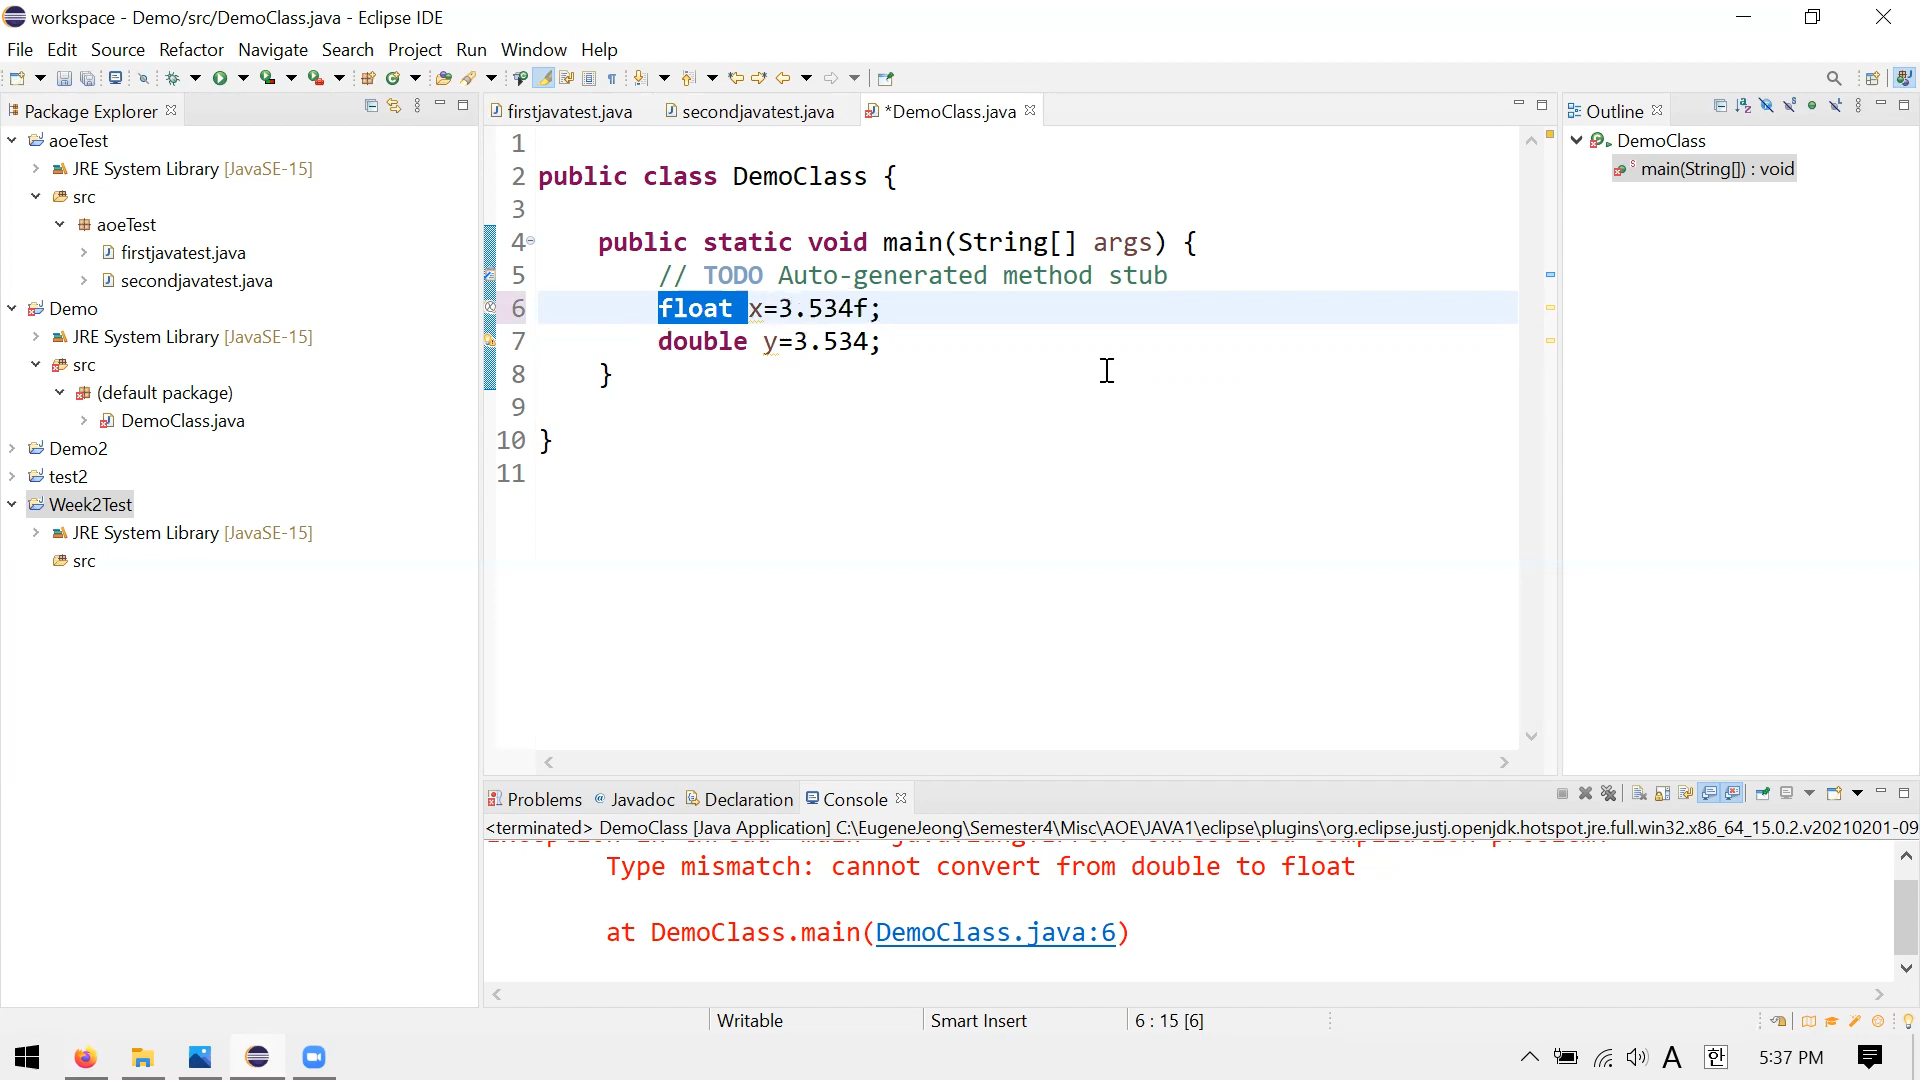 workspace - Demo/src/DemoClass.java - Eclipse IDE
File Edit Source Refactor Navigate Search Project Run Window Help
Package Explorer
aoeTest
JRE System Library [JavaSE-15]
src
aoeTest
firstjavatest.java
secondjavatest.java
Demo
JRE System Library [JavaSE-15]
src
(default package)
DemoClass.java
Demo2
test2
Week2Test
JRE System Library [JavaSE-15]
src
firstjavatest.java secondjavatest.java *DemoClass.java
1
2 public class DemoClass {
3
4 public static void main(String[] args) {
5 // TODO Auto-generated method stub
6 float x=3.534f;
7 double y=3.534;
8 }
9
10 }
11
Outline
DemoClass
main(String[]) : void
Problems @ Javadoc Declaration Console
<terminated> DemoClass [Java Application] C:\EugeneJeong\Semester4\Misc\AOE\JAVA1\eclipse\plugins\org.eclipse.justj.openjdk.hotspot.jre.full.win32.x86_64_15.0.2.v20210201-09
Type mismatch: cannot convert from double to float
at DemoClass.main(DemoClass.java:6)
Writable Smart Insert 6 : 15 [6]
A 한 5:37 PM